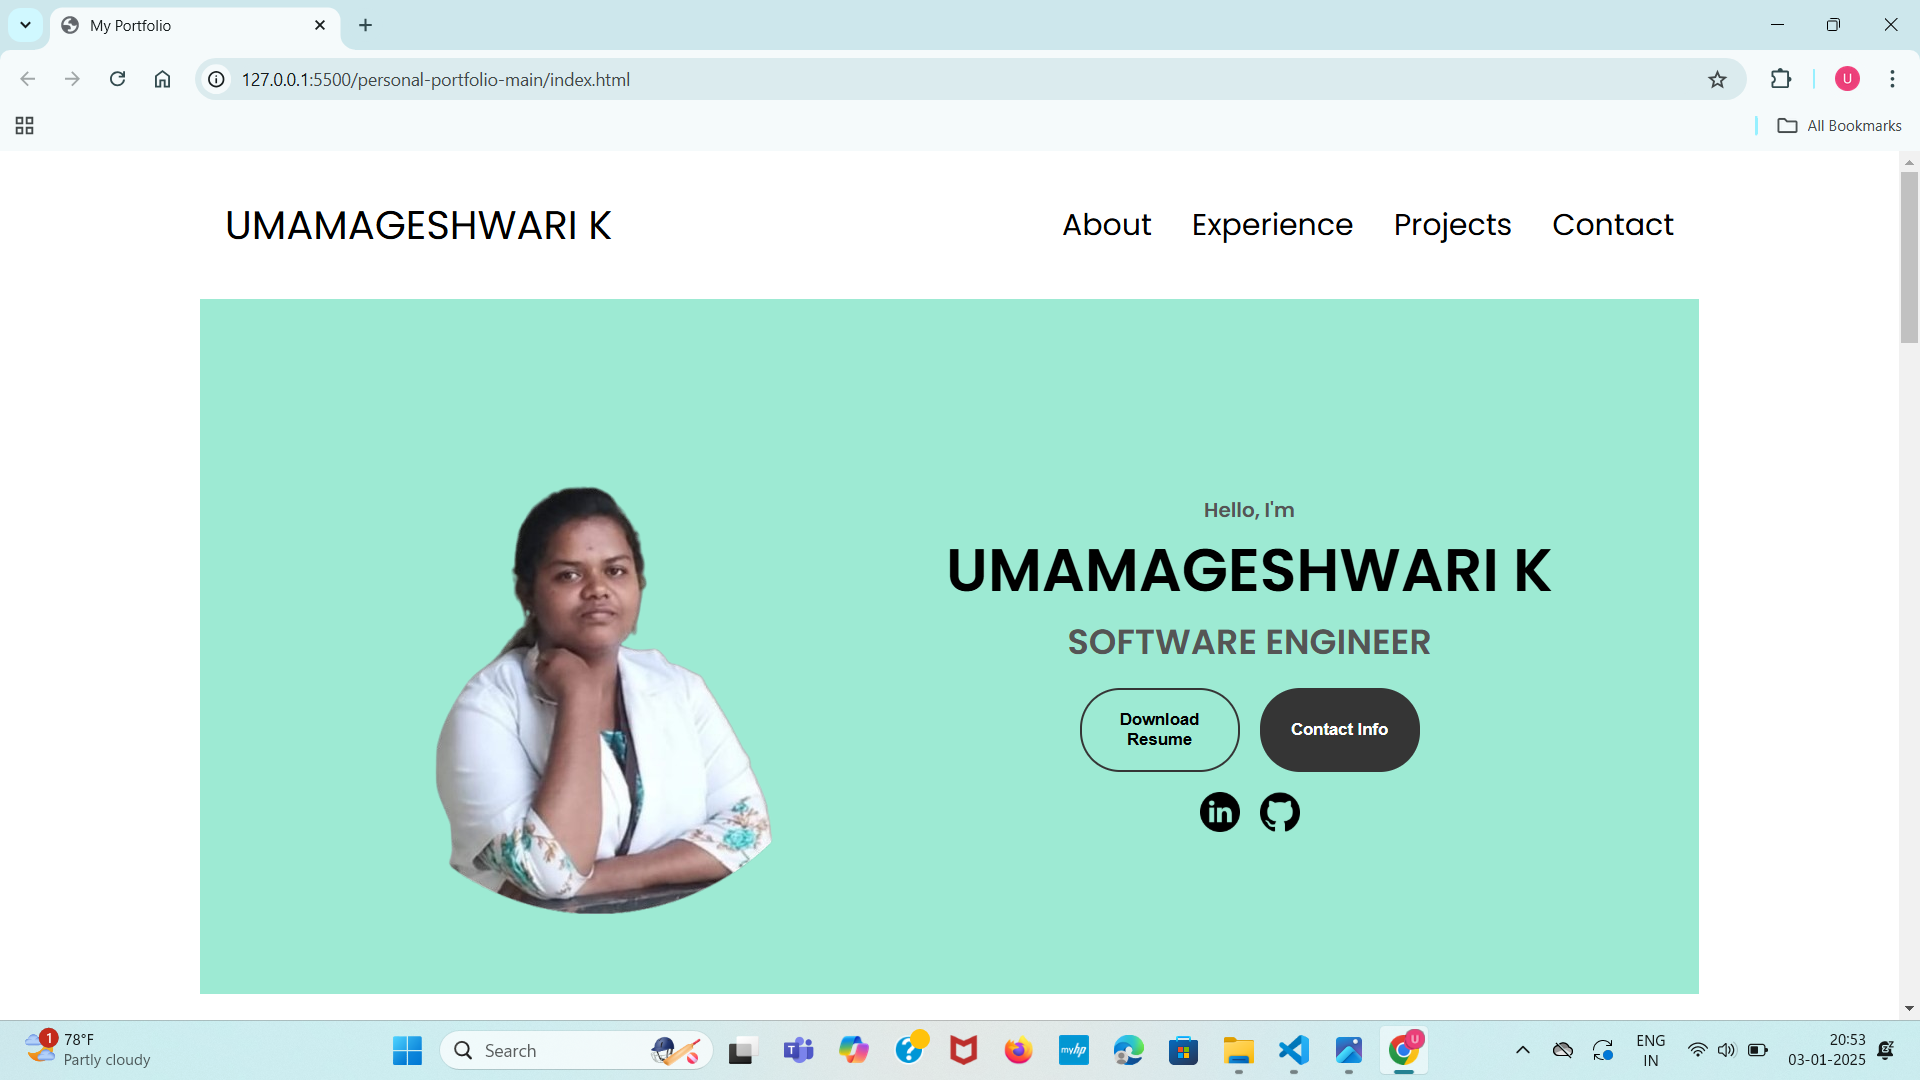 My Portfolio
127.0.0.1:5500/personal-portfolio-main/index.html
U
All Bookmarks
UMAMAGESHWARI K
About Experience Projects Contact
Hello, I'm
UMAMAGESHWARI K
SOFTWARE ENGINEER
Download
Resume
Contact Info
in
1
78°F
Partly cloudy
Search
myhp
U
ENG
IN
20:53
03-01-2025